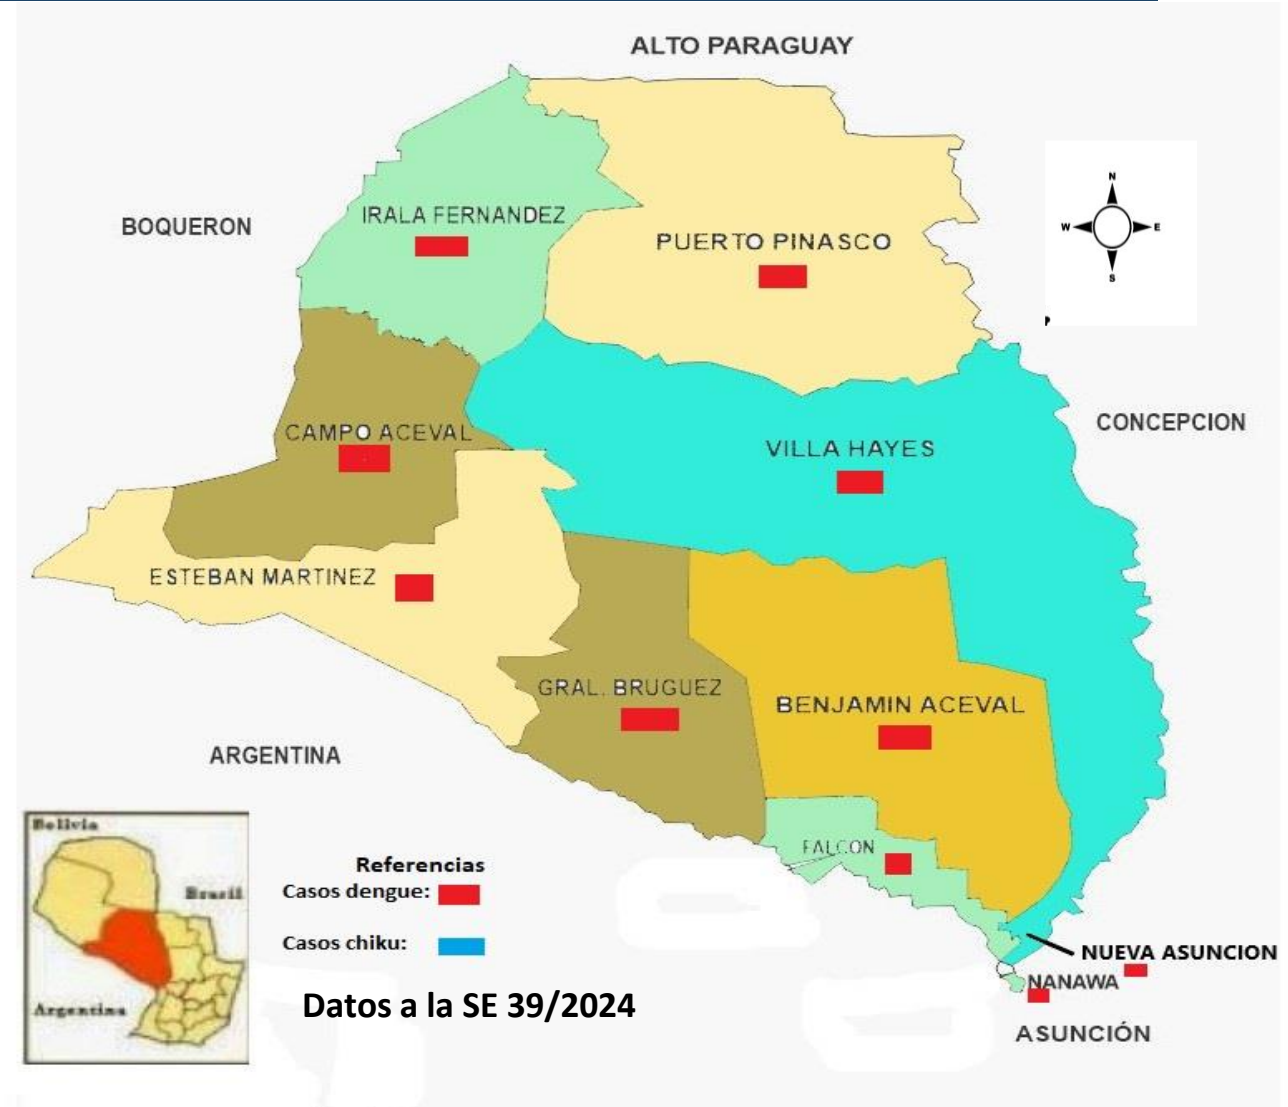 ALTO PARAGUAY
N
W
E
S
BOQUERON
IRALA FERNANDEZ
PUERTO PINASCO
CONCEPCION
CAMPO ACEVAL
VILLA HAYES
ESTEBAN MARTINEZ
GRAL. BRUGUEZ
BENJAMIN ACEVAL
ARGENTINA
Bolivia
Brazil
Argentina
FALCON
Referencias
Casos dengue:
Casos chiku:
NUEVA ASUNCION
NANAWA
Datos a la SE 39/2024
ASUNCIÓN